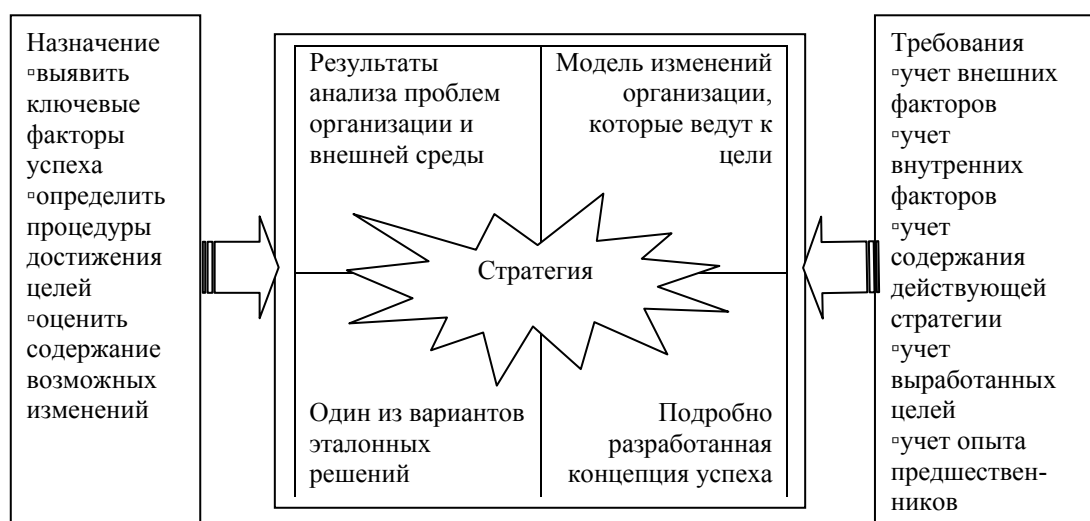 Назначение
▫выявить
ключевые
факторы
успеха
▫определить
процедуры
достижения
целей
▫оценить
содержание
возможных
изменений
Результаты
анализа проблем
организации и
внешней среды
Модель изменений
организации,
которые ведут к
цели
Стратегия
Один из вариантов
эталонных
решений
Подробно
разработанная
концепция успеха
Требования
▫учет внешних
факторов
▫учет
внутренних
факторов
▫учет
содержания
действующей
стратегии
▫учет
выработанных
целей
▫учет опыта
предшествен-
ников